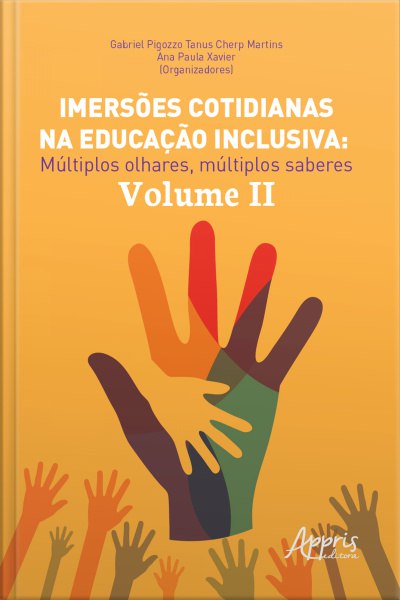 Gabriel Pigozzo Tanus Cherp Martins
Ana Paula Xavier
(Organizadores)
IMERSÕES COTIDIANAS
NA EDUCAÇÃO INCLUSIVA:
Múltiplos olhares, múltiplos saberes
Volume II
Appris
editora